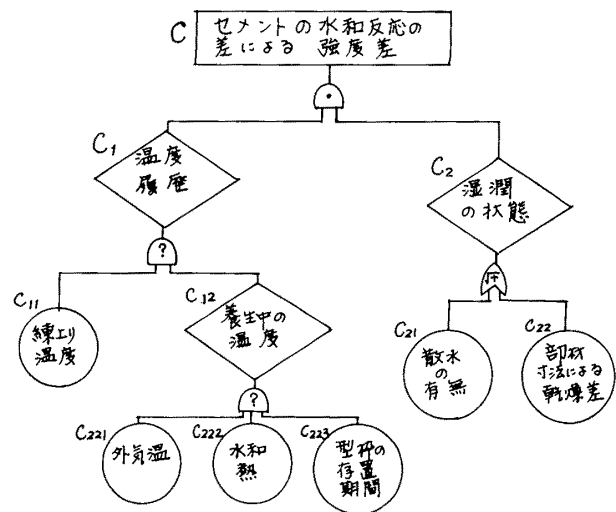 C
セメントの水和反応の
差による 強度差
・
C1
温度
履歴
C2
湿潤
の状態
?
C11
練上り
温度
C12
養生中の
温度
C21
散水
の
有無
C22
部材
寸法による
乾燥差
?
C221
外気温
C222
水和
熱
C223
型枠の
存置
期間